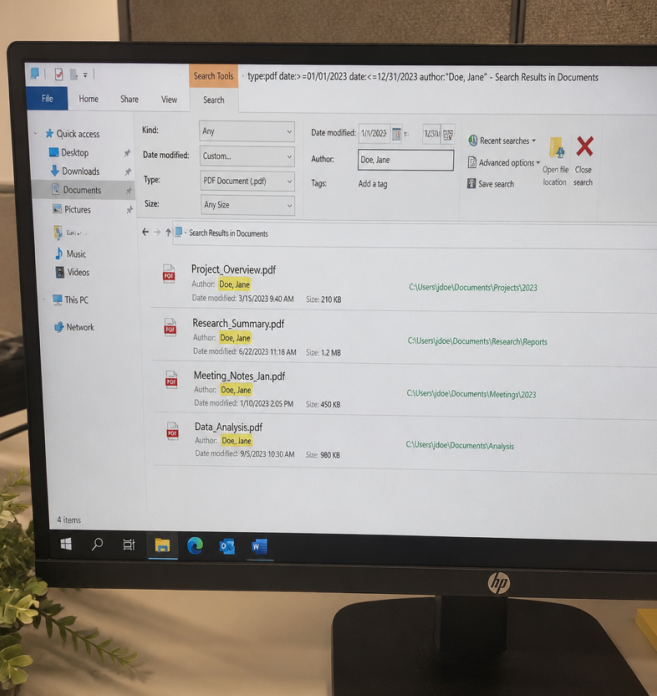 Search Tools
type:pdf date:>=01/01/2023 date:<=12/31/2023 author:"Doe, Jane" - Search Results in Documents
File Home Share View Search
Kind: Any
Date modified: Custom...
Type: PDF Document (.pdf)
Size: Any Size
Date modified: 1/1/2023
Author: Doe, Jane
Tags: Add a tag
Recent searches
Advanced options
Save search
Open file location
Close search
Quick access
Desktop
Downloads
Documents
Pictures
Music
Videos
This PC
Network
Search Results in Documents
Project_Overview.pdf
Author: Doe, Jane
Date modified: 3/15/2023 9:40 AM Size: 210 KB
C:\Users\jdoe\Documents\Projects\2023
Research_Summary.pdf
Author: Doe, Jane
Date modified: 6/22/2023 11:18 AM Size: 1.2 MB
C:\Users\jdoe\Documents\Research\Reports
Meeting_Notes_Jan.pdf
Author: Doe, Jane
Date modified: 1/10/2023 2:05 PM Size: 450 KB
C:\Users\jdoe\Documents\Meetings\2023
Data_Analysis.pdf
Author: Doe, Jane
Date modified: 9/5/2023 10:30 AM Size: 980 KB
C:\Users\jdoe\Documents\Analysis
4 items
hp